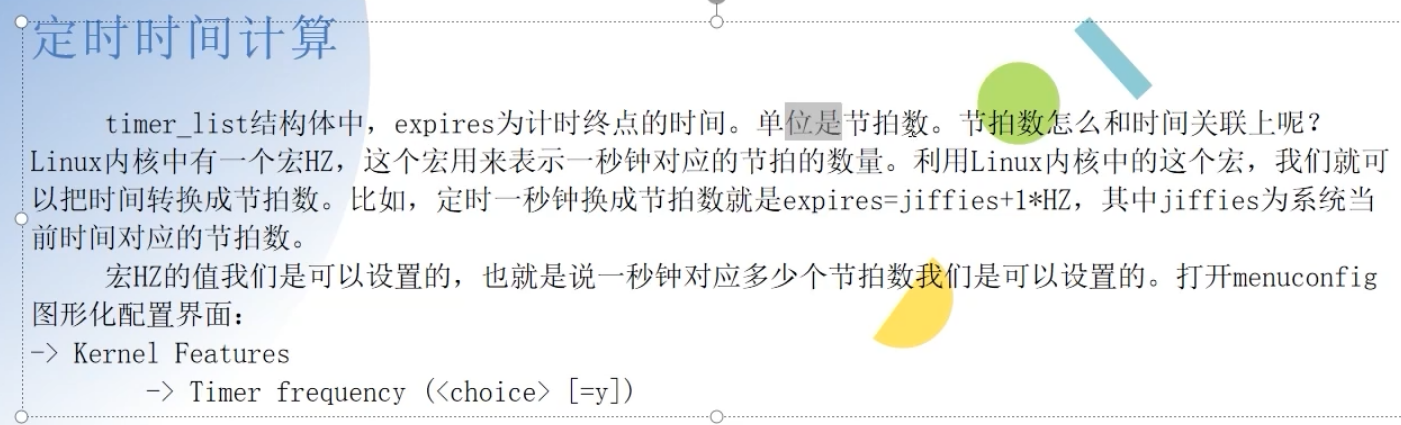 定时时间计算
timer_list结构体中，expires为计时终点的时间。单位是节拍数。节拍数怎么和时间关联上呢？
Linux内核中有一个宏HZ，这个宏用来表示一秒钟对应的节拍的数量。利用Linux内核中的这个宏，我们就可
以把时间转换成节拍数。比如，定时一秒钟换成节拍数就是expires=jiffies+1*HZ，其中jiffies为系统当
前时间对应的节拍数。
宏HZ的值我们是可以设置的，也就是说一秒钟对应多少个节拍数我们是可以设置的。打开menuconfig
图形化配置界面：
-> Kernel Features
-> Timer frequency (<choice> [=y])